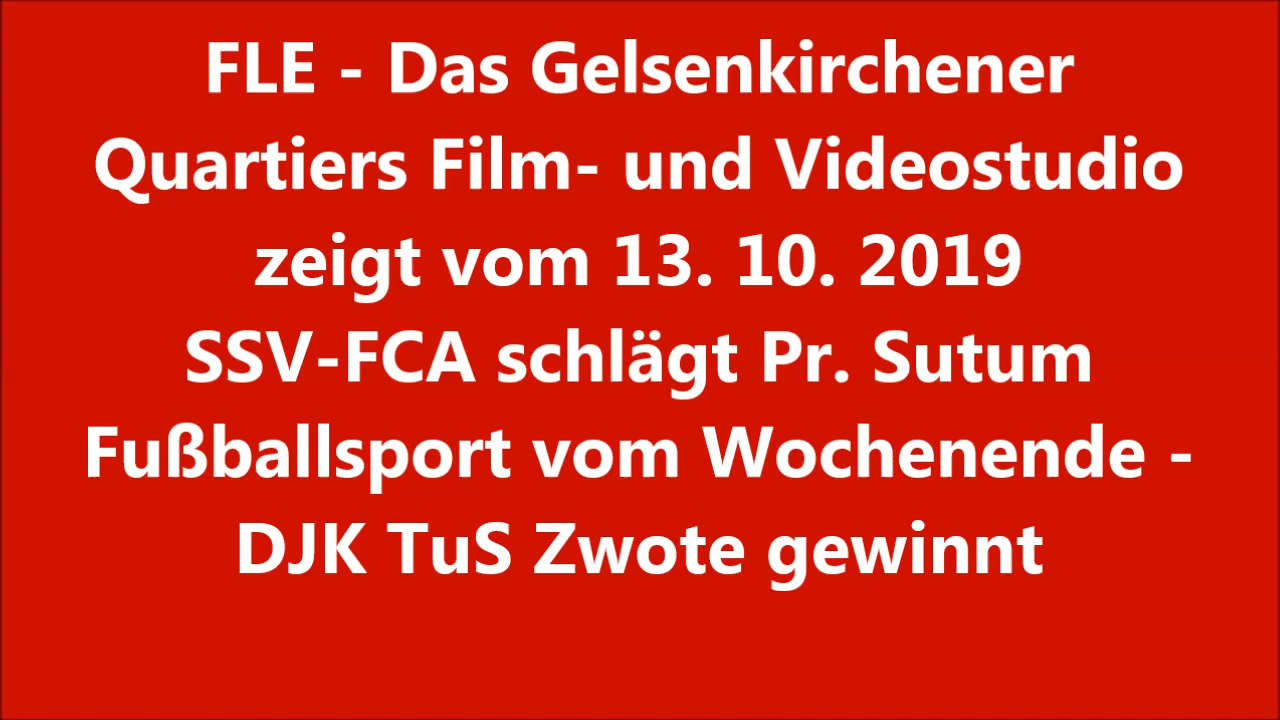 FLE - Das Gelsenkirchener
Quartiers Film- und Videostudio
zeigt vom 13. 10. 2019
SSV-FCA schlägt Pr. Sutum
Fußballsport vom Wochenende -
DJK TuS Zwote gewinnt